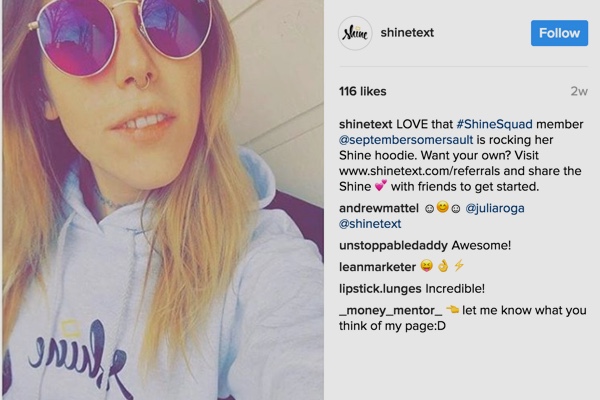 shine
shine
shinetext
Follow
116 likes
2w
shinetext LOVE that #ShineSquad member
@septembersomersault is rocking her
Shine hoodie. Want your own? Visit
www.shinetext.com/referrals and share the
Shine 💕 with friends to get started.
andrewmattel ☺😊☺ @juliaroga
@shinetext
unstoppabledaddy Awesome!
leanmarketer 😝👌⚡
lipstick.lunges Incredible!
_money_mentor_ 👈 let me know what you
think of my page:D